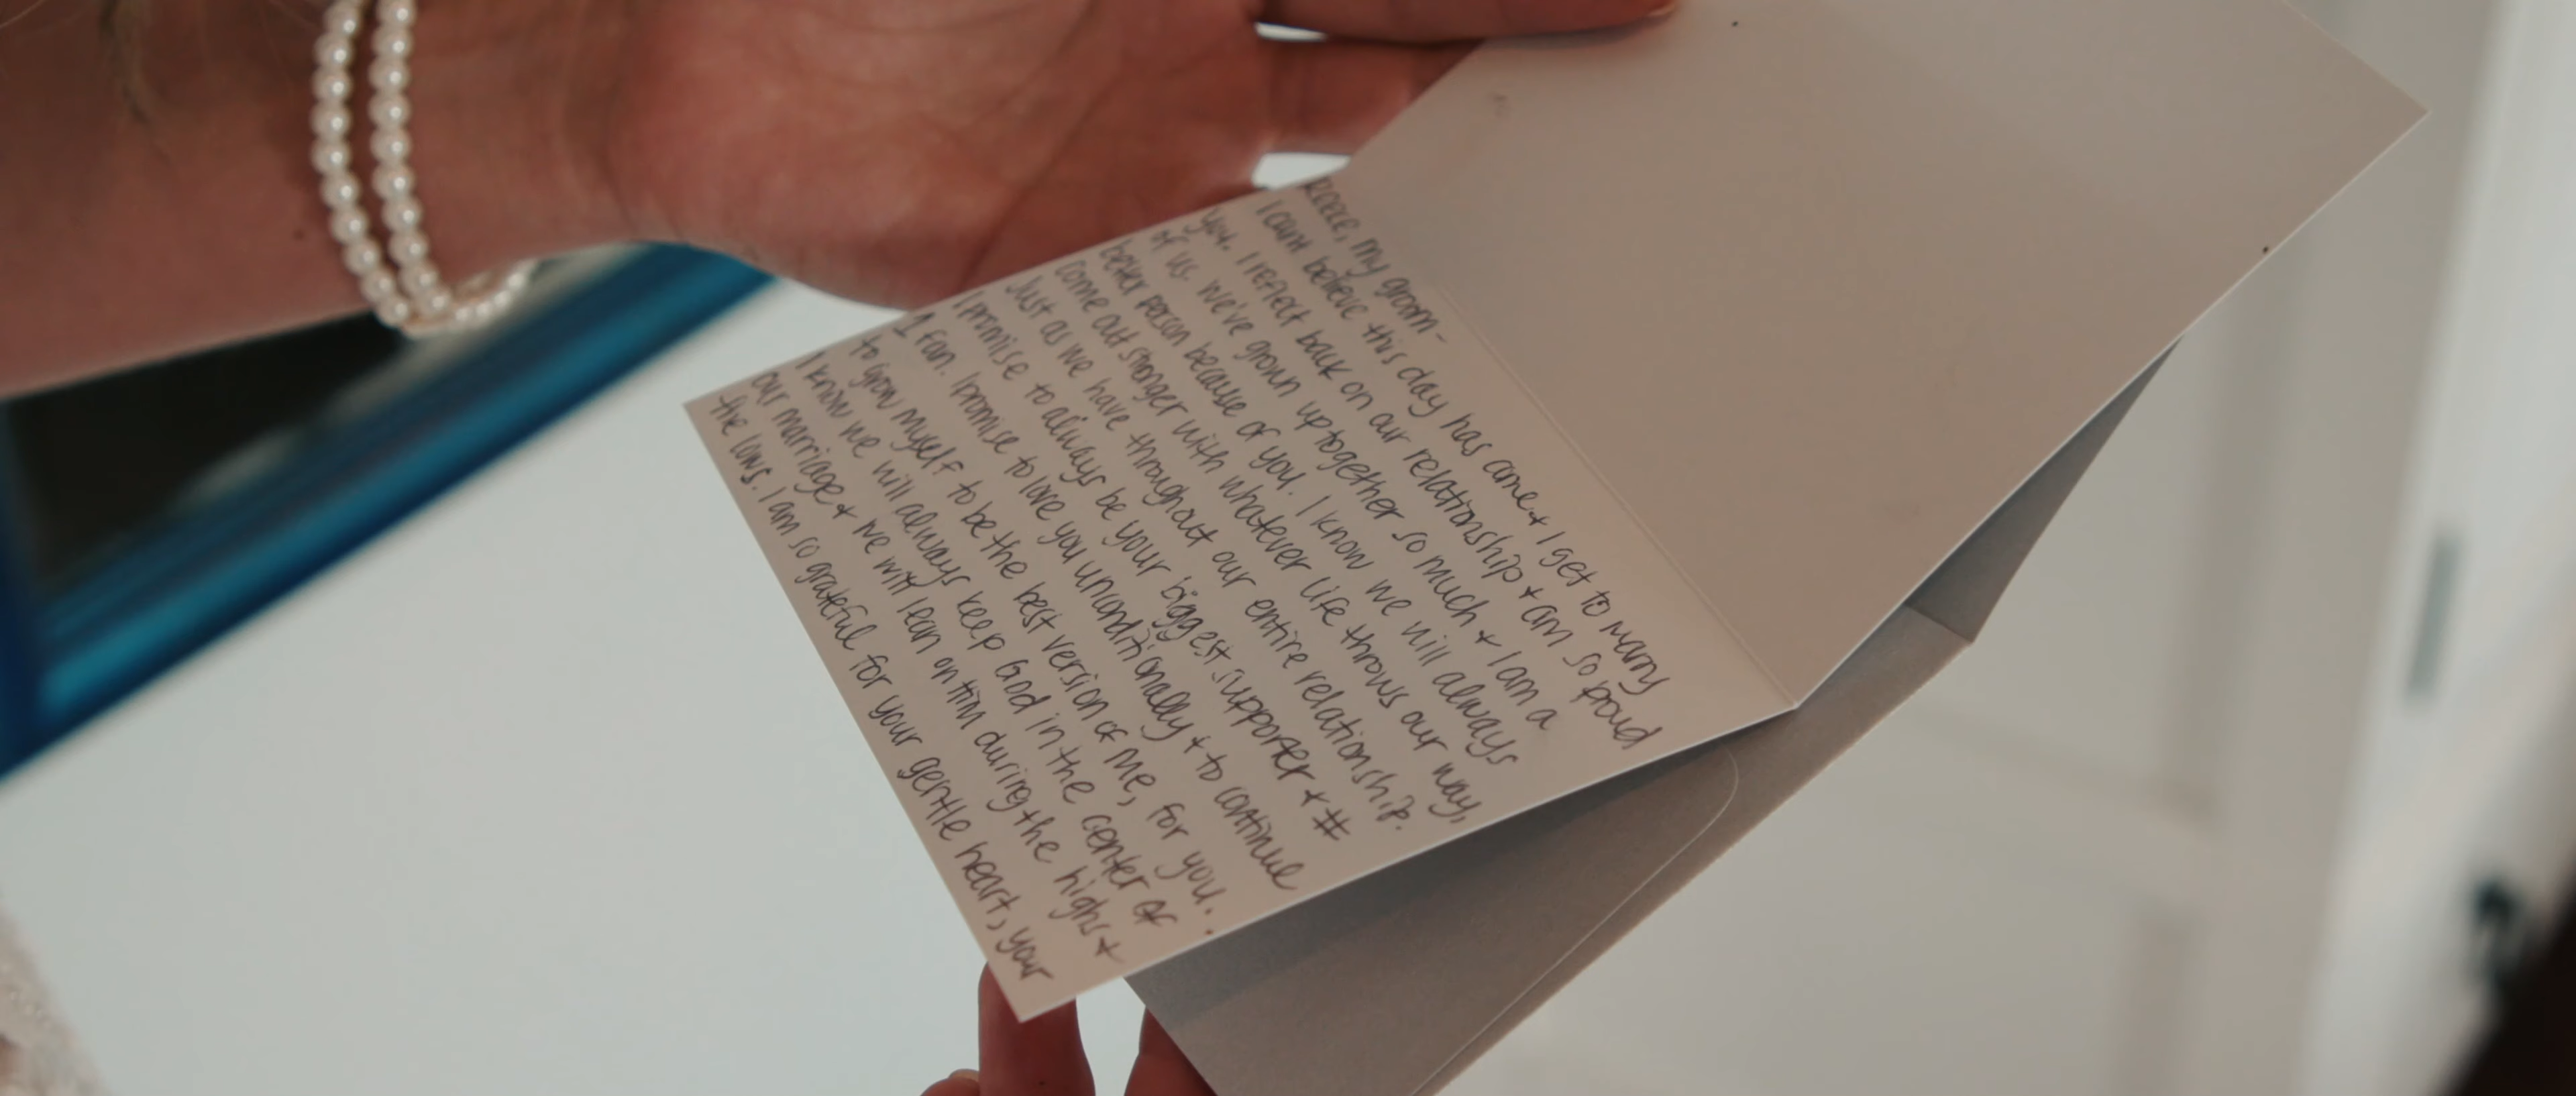 Reece, my groom-
I can't believe this day has come & I get to marry
you. I reflect back on our relationship & am so proud
of us. We've grown up together so much & I am a
better person because of you. I know we will always
come out stronger with whatever life throws our way,
Just as we have throughout our entire relationship.
I promise to always be your biggest supporter & #
1 fan. I promise to love you unconditionally & to continue
to grow myself to be the best version of me, for you.
I know we will always keep God in the center of
our marriage & we will lean on Him during the highs &
the lows. I am so grateful for your gentle heart, your